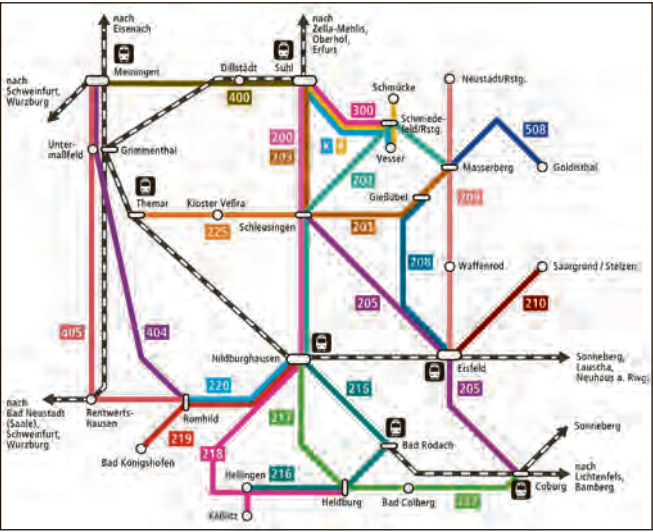 nach
Eisenach
nach
Zella-Mehlis,
Oberhof,
Erfurt
Meiningen
Dillstädt
Suhl
nach
Schweinfurt,
Würzburg
400
Schmücke
Neustadt/Rstg.
300
Schmiede-
feld/Rstg.
508
200
203
Vesser
Unter-
maßfeld
Grimmenthal
202
Masserberg
Goldisthal
Gießübel
Themar
Kloster Veßra
209
225
Schleusingen
203
208
Waffenrod
Saargrund / Stelzen
205
210
405
404
Hildburghausen
Eisfeld
Sonneberg,
Lauscha,
Neuhaus a. Rwg.
220
216
205
nach
Bad Neustadt
(Saale),
Schweinfurt,
Würzburg
Rentwerts-
hausen
Römhild
217
Sonneberg
219
218
Bad Rodach
Bad Königshofen
Hellingen
216
nach
Lichtenfels,
Bamberg
Heldburg
Bad Colberg
Coburg
Käßlitz